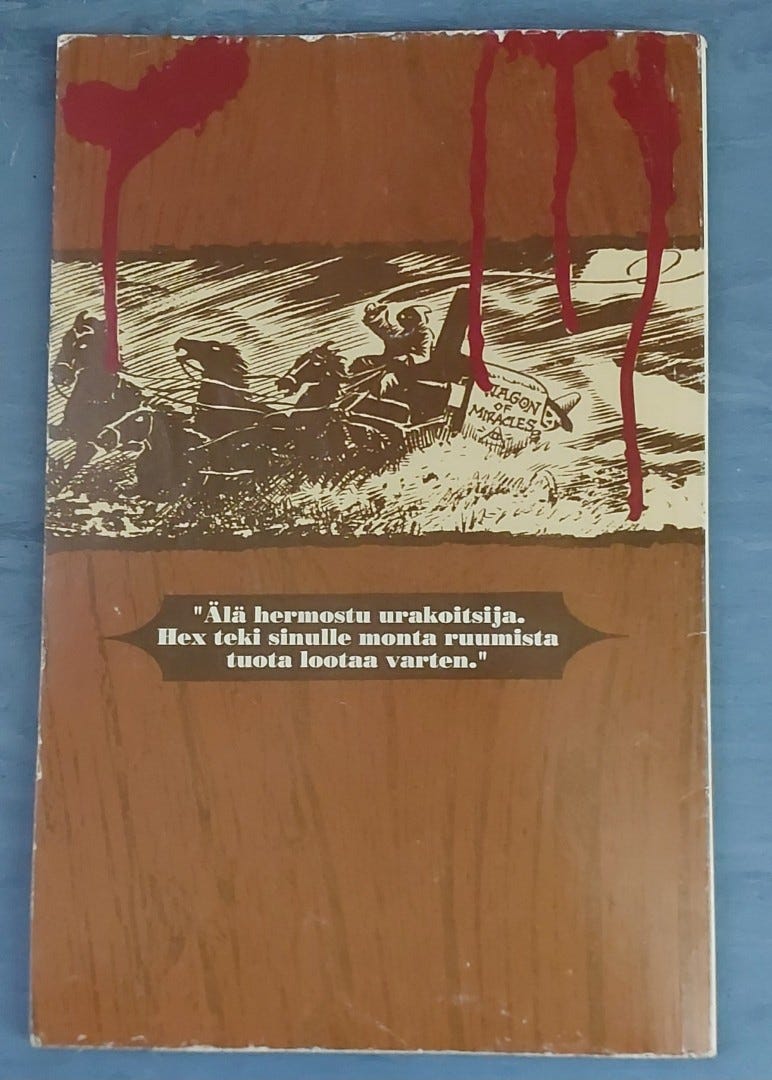 WAGON
OF
MIRACLES
"Älä hermostu urakoitsija.
Hex teki sinulle monta ruumista
tuota lootaa varten."